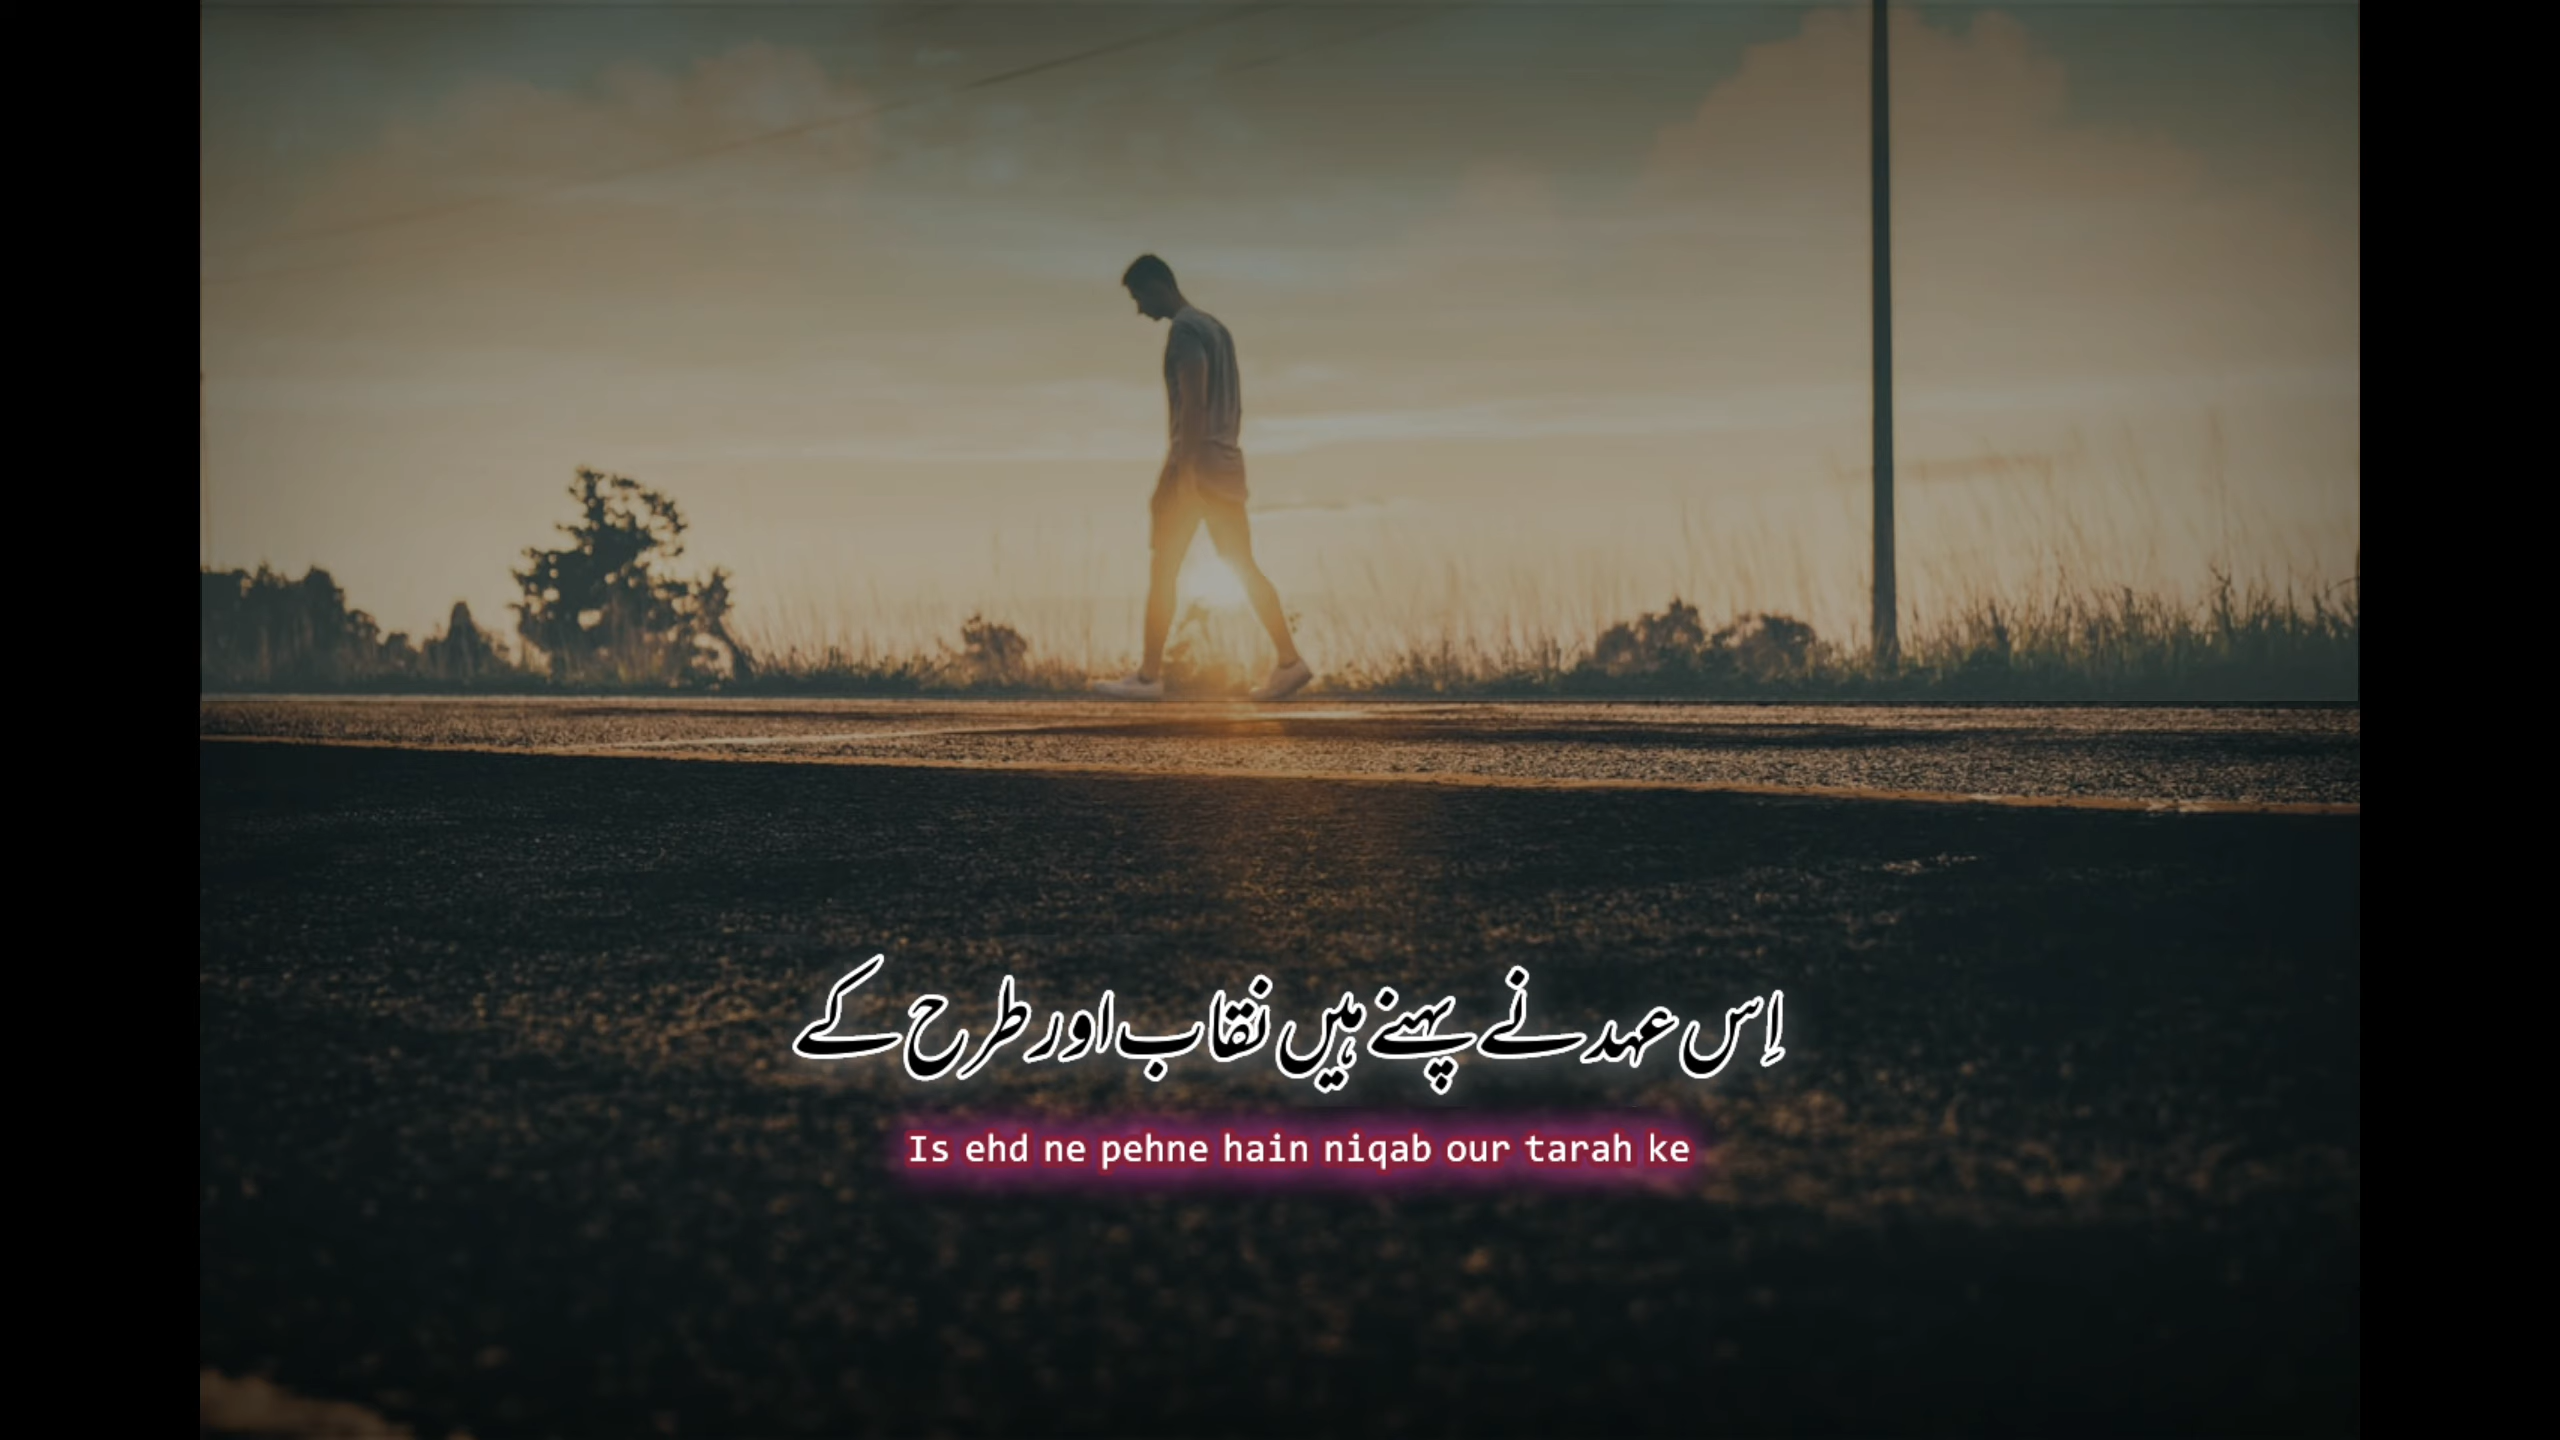 اِس عہد نے پہنے ہیں نقاب اور طرح کے
Is ehd ne pehne hain niqab our tarah ke